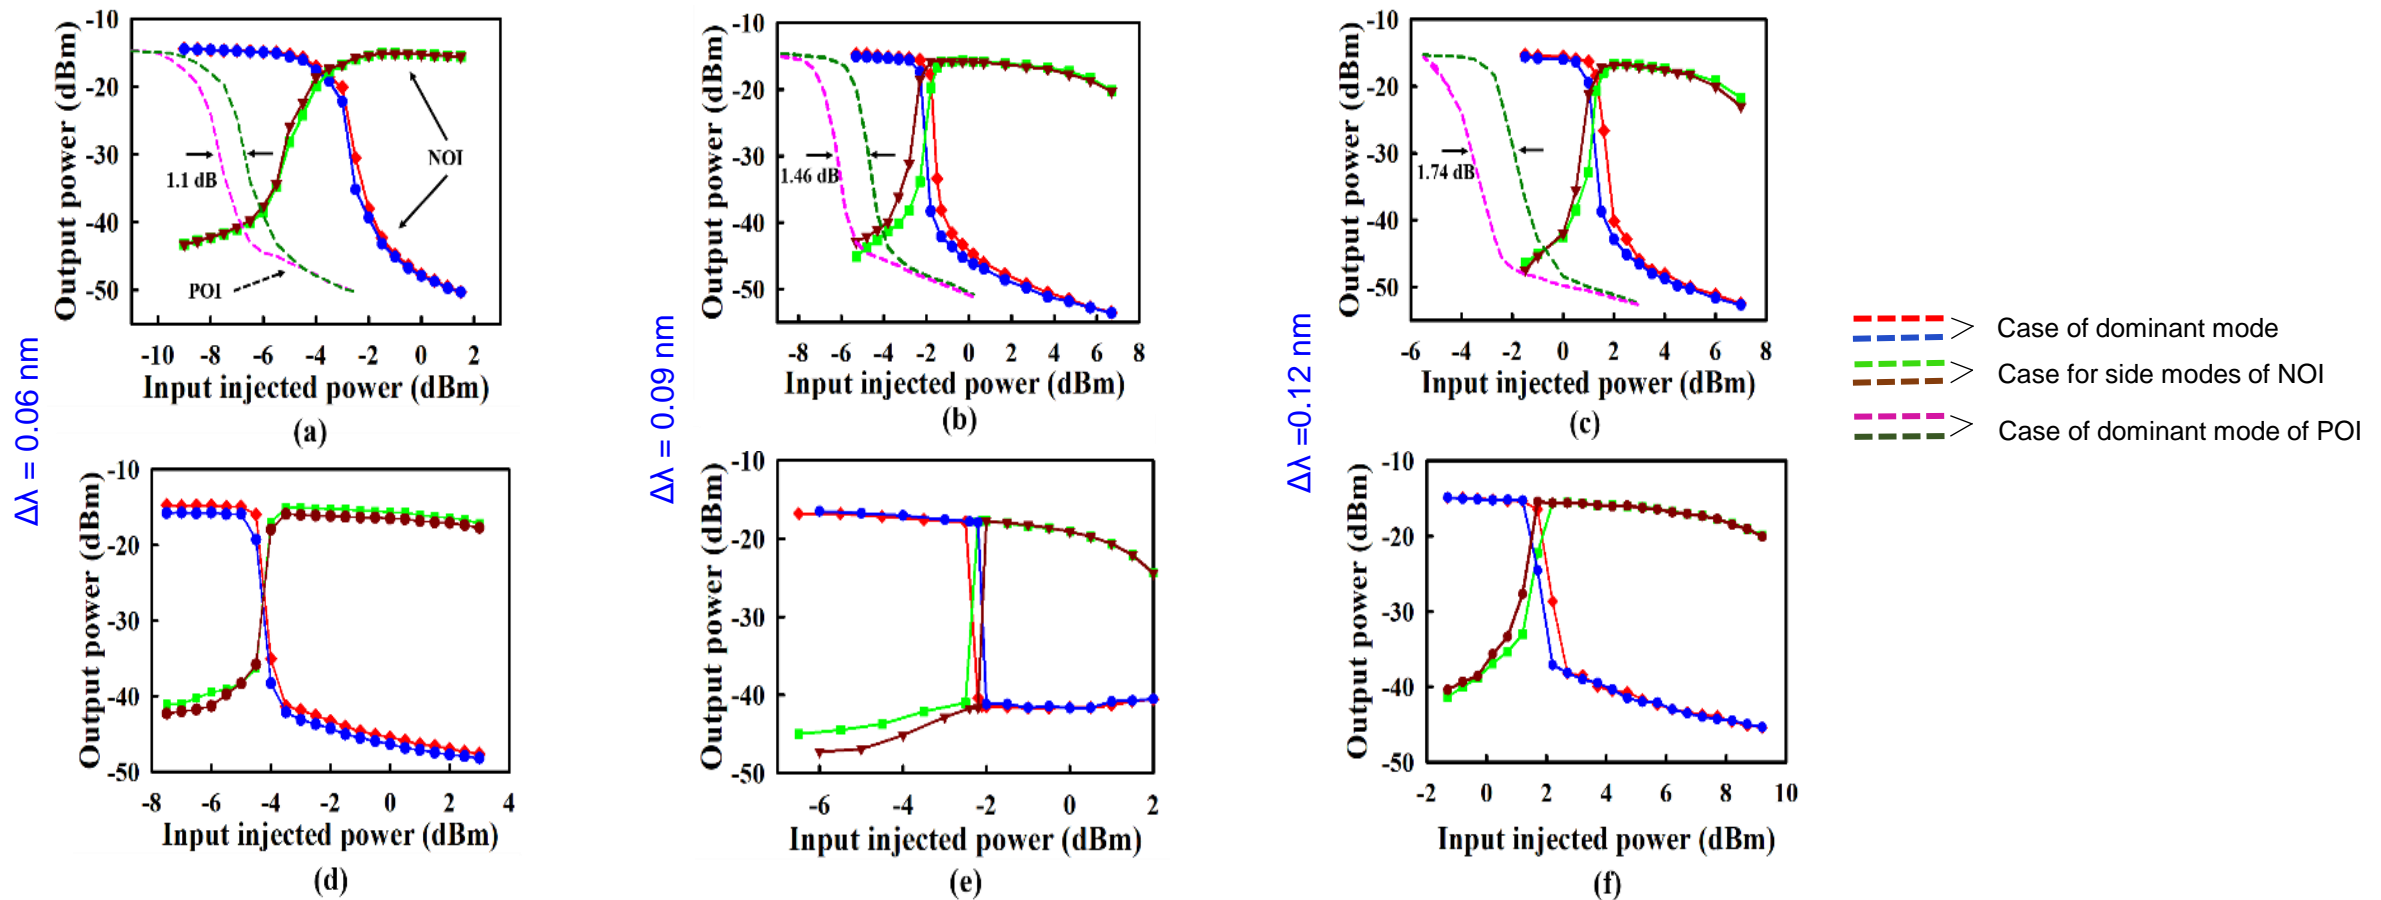 Δλ = 0.06 nm
Output power (dBm)
-10
-20
-30
-40
-50
1.1 dB
NOI
POI
-10 -8 -6 -4 -2 0 2
Input injected power (dBm)
(a)
Δλ = 0.09 nm
Output power (dBm)
-10
-20
-30
-40
-50
1.46 dB
-8 -6 -4 -2 0 2 4 6 8
Input injected power (dBm)
(b)
Δλ =0.12 nm
Output power (dBm)
-10
-20
-30
-40
-50
1.74 dB
-6 -4 -2 0 2 4 6 8
Input injected power (dBm)
(c)
Case of dominant mode
Case for side modes of NOI
Case of dominant mode of POI
Output power (dBm)
-10
-20
-30
-40
-50
-8 -6 -4 -2 0 2 4
Input injected power (dBm)
(d)
Output power (dBm)
-10
-20
-30
-40
-50
-6 -4 -2 0 2
Input injected power (dBm)
(e)
Output power (dBm)
-10
-20
-30
-40
-50
-2 0 2 4 6 8 10
Input injected power (dBm)
(f)